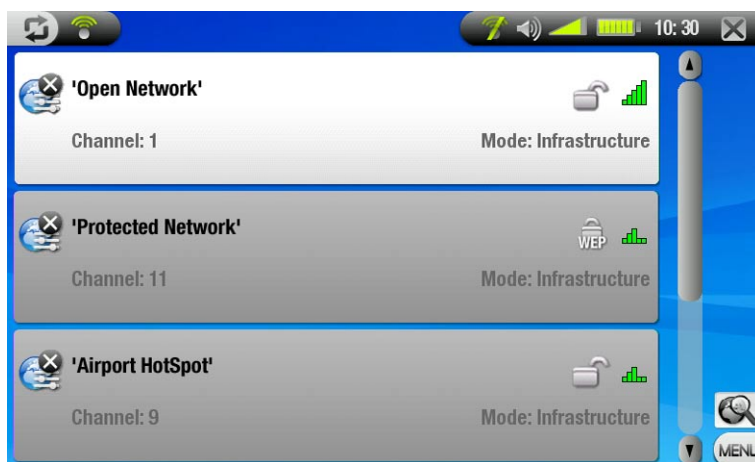 10: 30
'Open Network'
Channel: 1 Mode: Infrastructure
'Protected Network'
WEP
Channel: 11 Mode: Infrastructure
'Airport HotSpot'
Channel: 9 Mode: Infrastructure
MENU